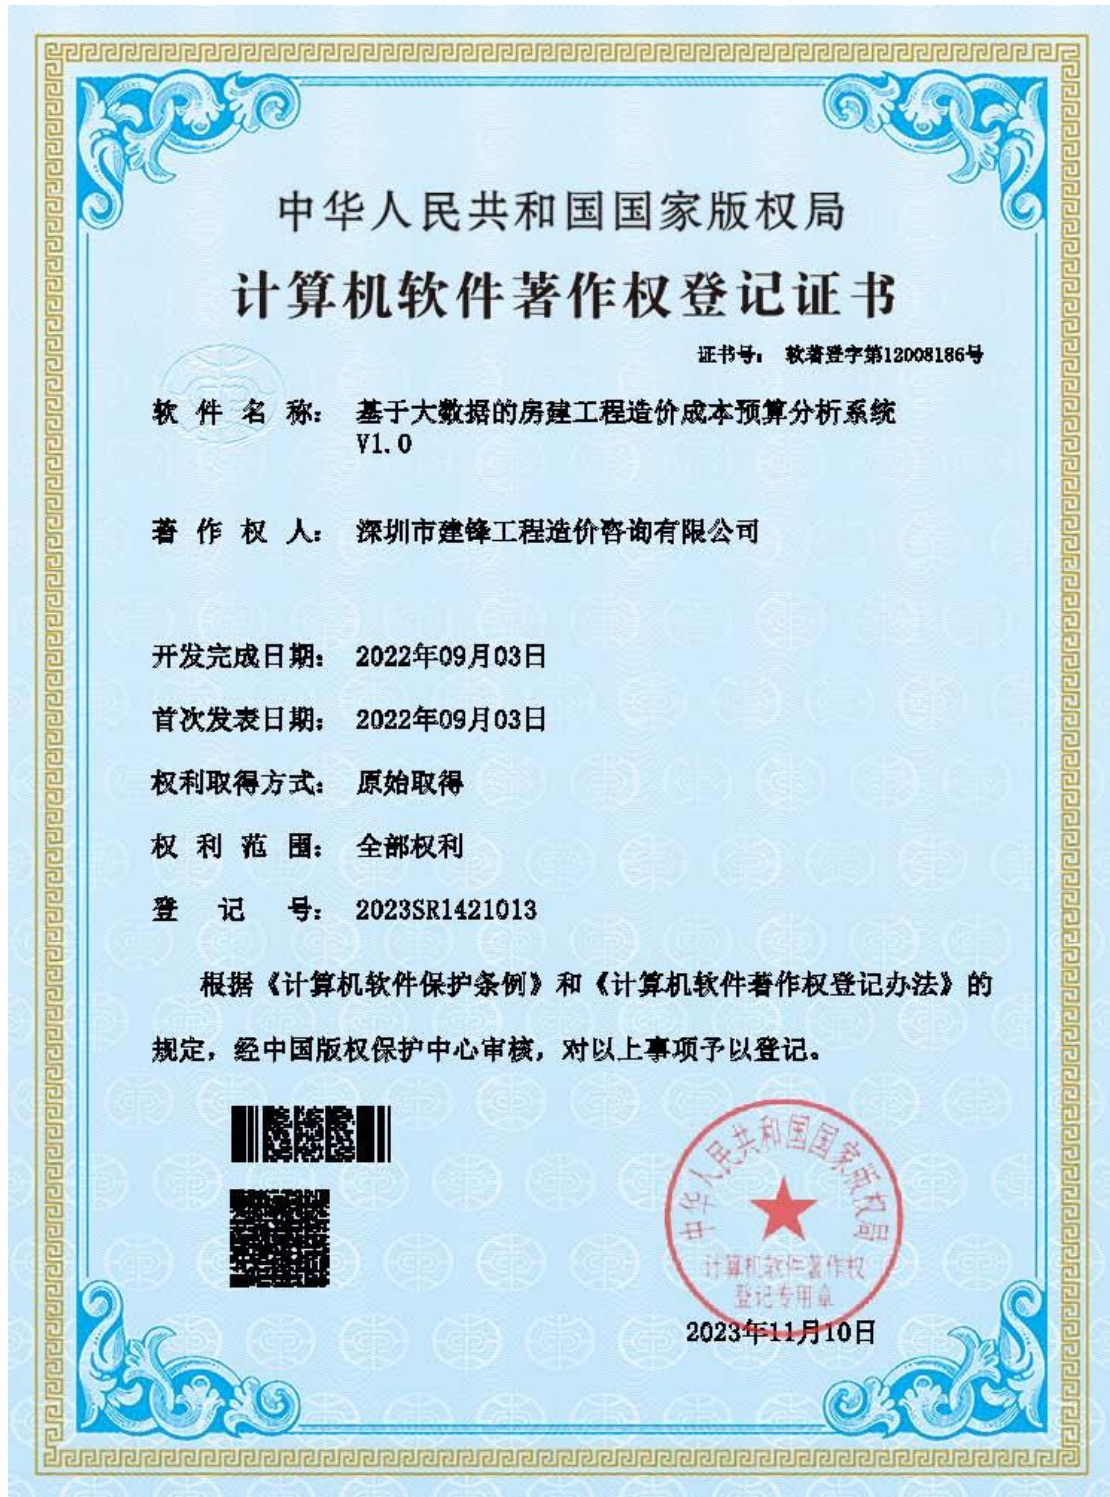 中华人民共和国国家版权局
计算机软件著作权登记证书
证书号： 软著登字第12008186号
软件名称： 基于大数据的房建工程造价成本预算分析系统
V1.0
著作权人： 深圳市建锋工程造价咨询有限公司
开发完成日期： 2022年09月03日
首次发表日期： 2022年09月03日
权利取得方式： 原始取得
权利范围： 全部权利
登记号： 2023SR1421013
根据《计算机软件保护条例》和《计算机软件著作权登记办法》的
规定，经中国版权保护中心审核，对以上事项予以登记。
中华人民共和国国家版权局
计算机软件著作权
登记专用章
2023年11月10日